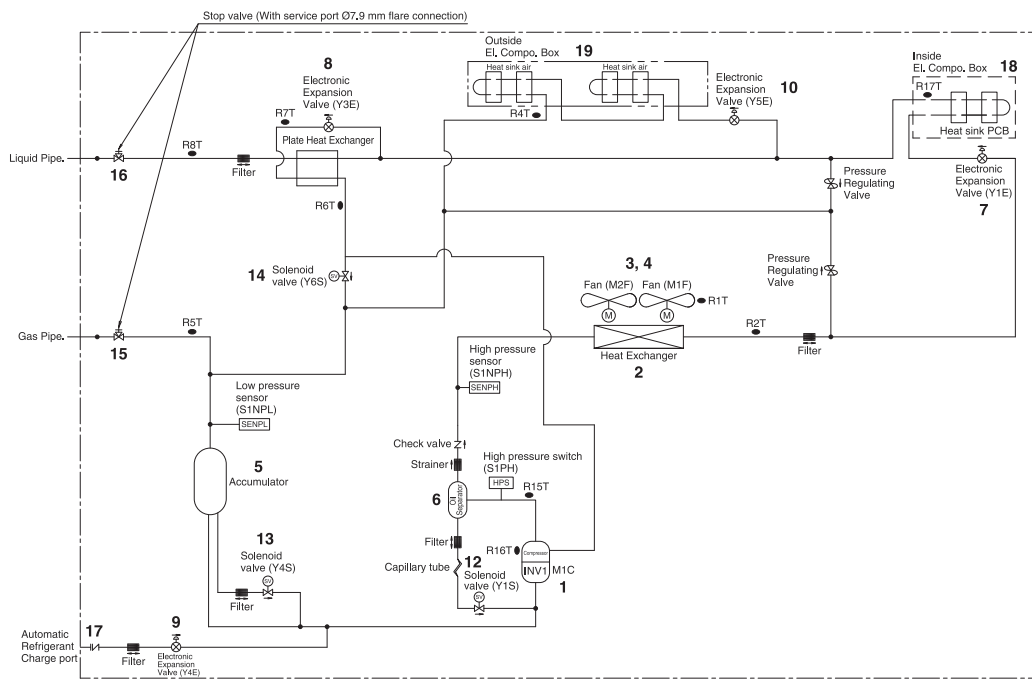 Stop valve (With service port Ø7.9 mm flare connection)
Outside
El. Compo. Box
19
Heat sink air
Heat sink air
Inside
El. Compo. Box
18
R17T
Heat sink PCB
8
Electronic
Expansion
Valve (Y3E)
R7T
Plate Heat Exchanger
R4T
Electronic
Expansion
Valve (Y5E)
10
Liquid Pipe.
16
R8T
Filter
R6T
Pressure
Regulating
Valve
Electronic
Expansion
Valve (Y1E)
7
14
Solenoid
valve (Y6S)
SV
3, 4
Fan (M2F)
Fan (M1F)
M
M
R1T
Pressure
Regulating
Valve
Gas Pipe.
15
R5T
R2T
Filter
Heat Exchanger
2
High pressure
sensor
(S1NPH)
SENPH
Low pressure
sensor
(S1NPL)
SENPL
Check valve
Strainer
High pressure switch
(S1PH)
HPS
R15T
5
Accumulator
6
Oil
Separator
Filter
R16T
Compressor
INV1
M1C
1
13
Solenoid
valve (Y4S)
SV
Filter
Capillary tube
12
Solenoid
valve (Y1S)
SV
Automatic
Refrigerant
Charge port
17
Filter
9
Electronic
Expansion
Valve (Y4E)